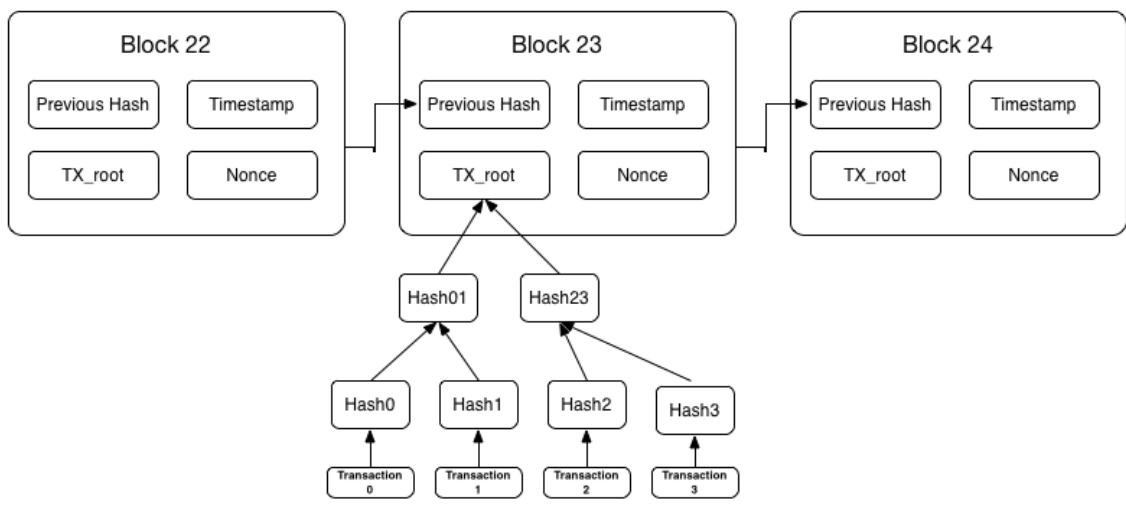 Block 22
Block 23
Block 24
Previous Hash
Timestamp
Previous Hash
Timestamp
Previous Hash
Timestamp
TX_root
Nonce
TX_root
Nonce
TX_root
Nonce
Hash01
Hash23
Hash0
Hash1
Hash2
Hash3
Transaction
0
Transaction
1
Transaction
2
Transaction
3